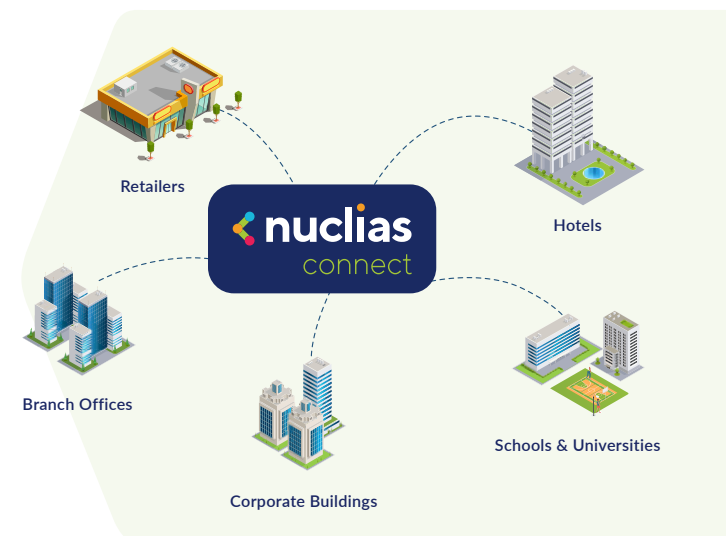 Retailers
nuclias
connect
Hotels
Branch Offices
Schools & Universities
Corporate Buildings